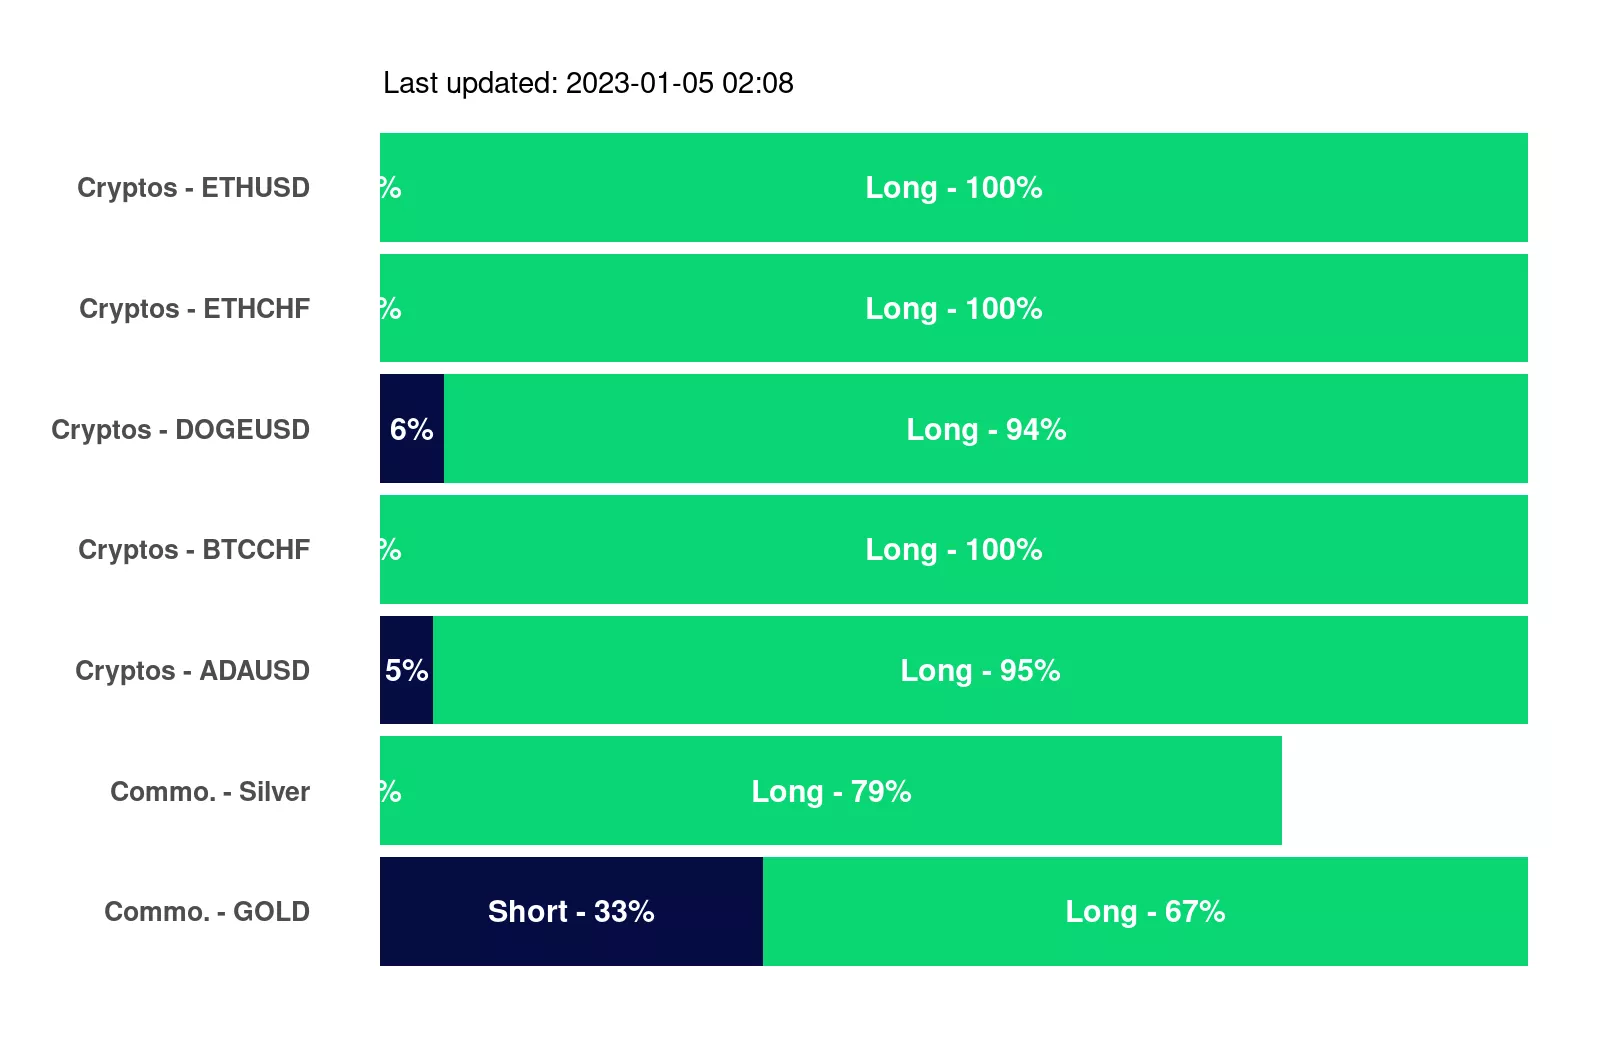 Last updated: 2023-01-05 02:08
Cryptos - ETHUSD % Long - 100%
Cryptos - ETHCHF % Long - 100%
Cryptos - DOGEUSD 6% Long - 94%
Cryptos - BTCCHF % Long - 100%
Cryptos - ADAUSD 5% Long - 95%
Commo. - Silver % Long - 79%
Commo. - GOLD Short - 33% Long - 67%